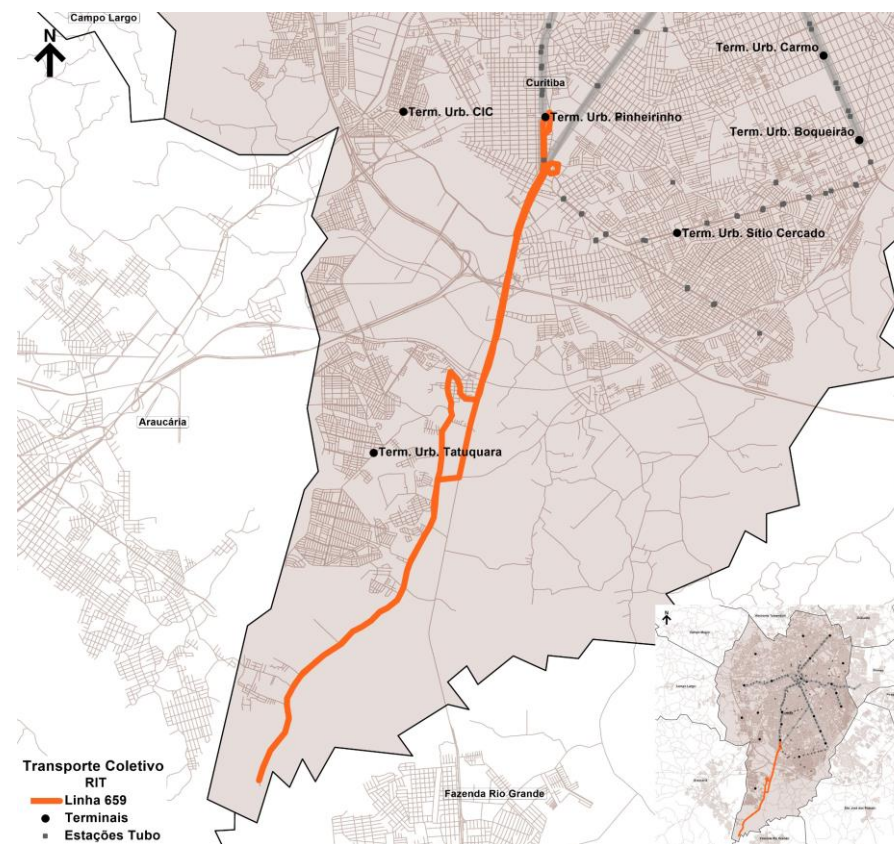 Campo Largo
N
Term. Urb. Carmo
Curitiba
Term. Urb. CIC
Term. Urb. Pinheirinho
Term. Urb. Boqueirão
Term. Urb. Sítio Cercado
Araucária
Term. Urb. Tatuquara
N
Fazenda Rio Grande
Transporte Coletivo
RIT
Linha 659
Terminais
Estações Tubo